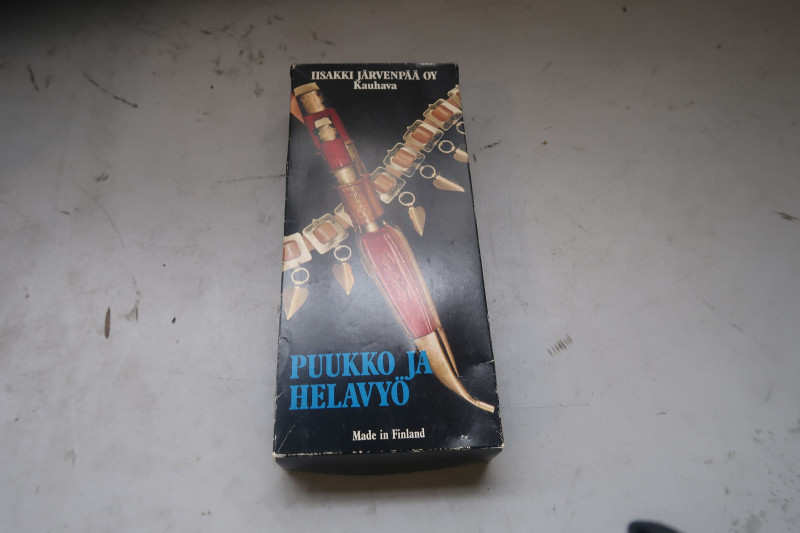 IISAKKI JÄRVENPÄÄ OY
Kauhava
PUUKKO JA
HELAVYÖ
Made in Finland